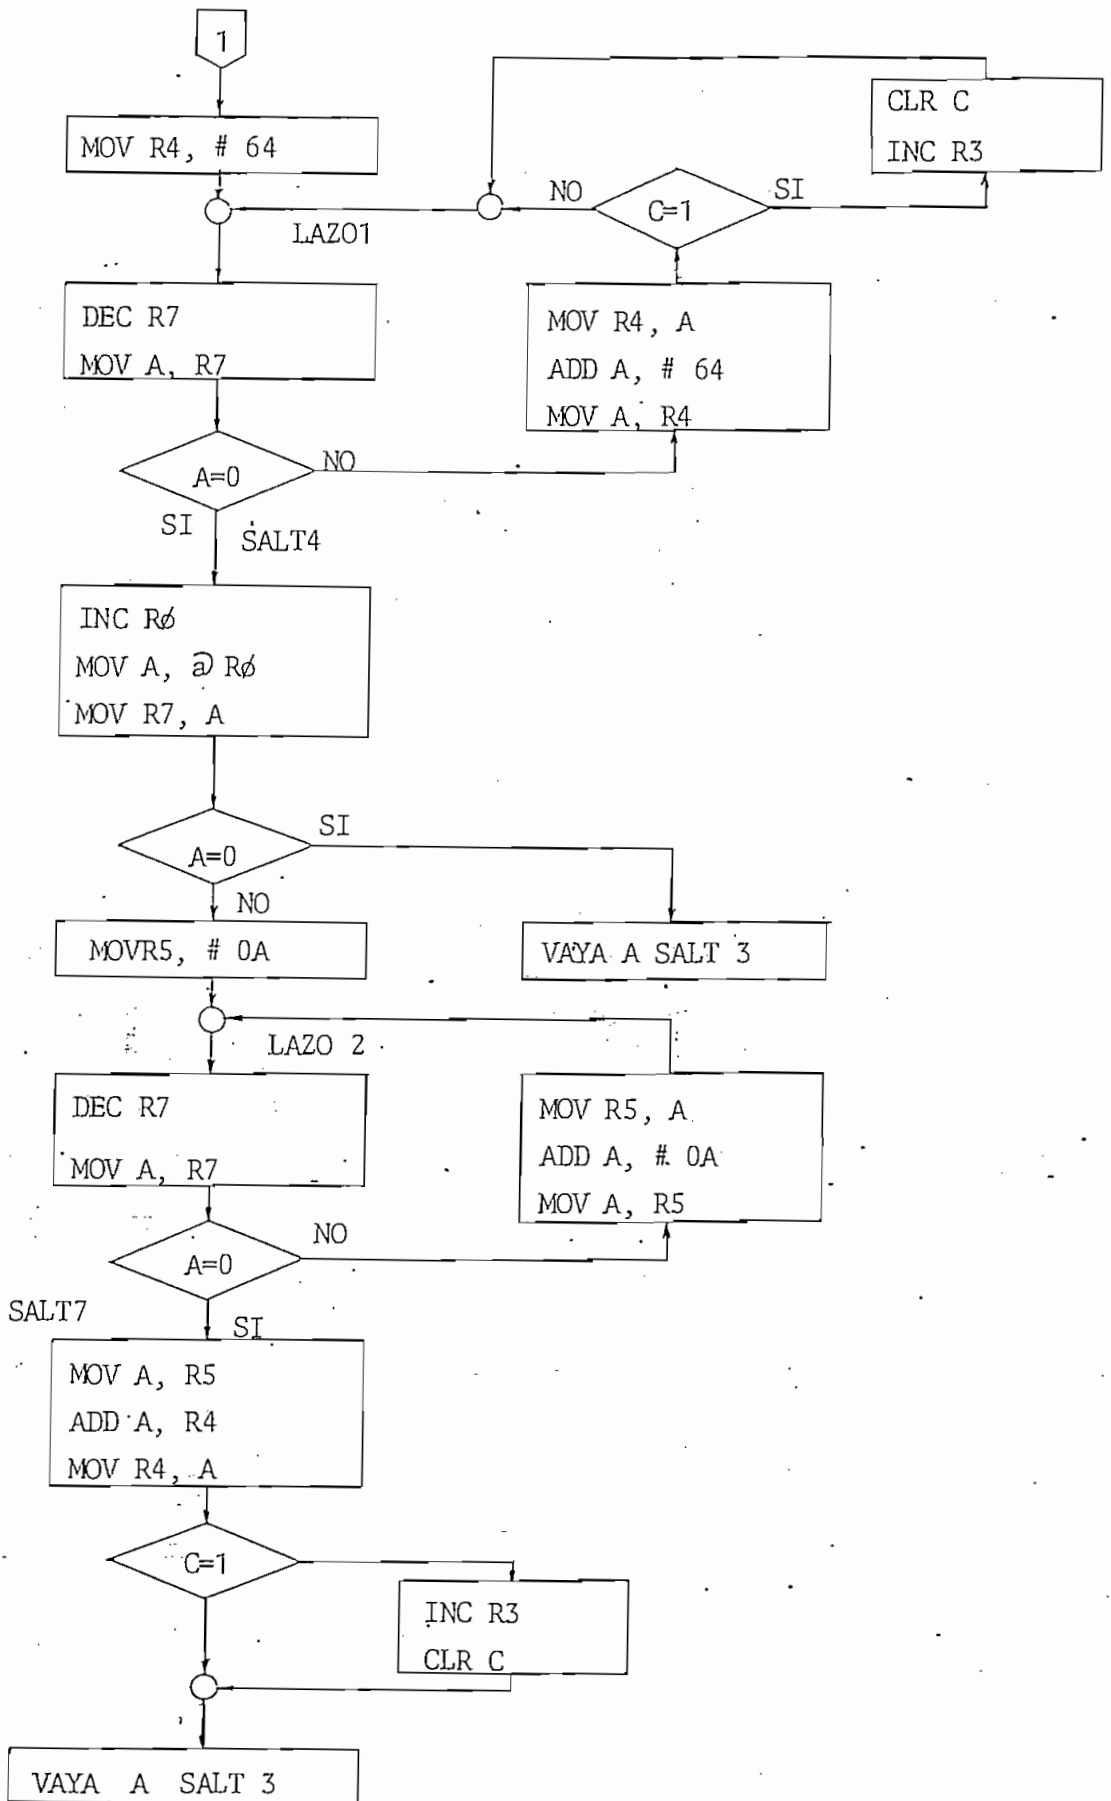 1
MOV R4, # 64
CLR C
INC R3
NO
C=1
SI
LAZO1
DEC R7
MOV A, R7
MOV R4, A
ADD A, # 64
MOV A, R4
A=0
NO
SI
SALT4
INC RØ
MOV A, @ RØ
MOV R7, A
A=0
SI
NO
MOVR5, # 0A
VAYA A SALT 3
LAZO 2
DEC R7
MOV A, R7
MOV R5, A
ADD A, # 0A
MOV A, R5
A=0
NO
SALT7
SI
MOV A, R5
ADD A, R4
MOV R4, A
C=1
INC R3
CLR C
VAYA A SALT 3